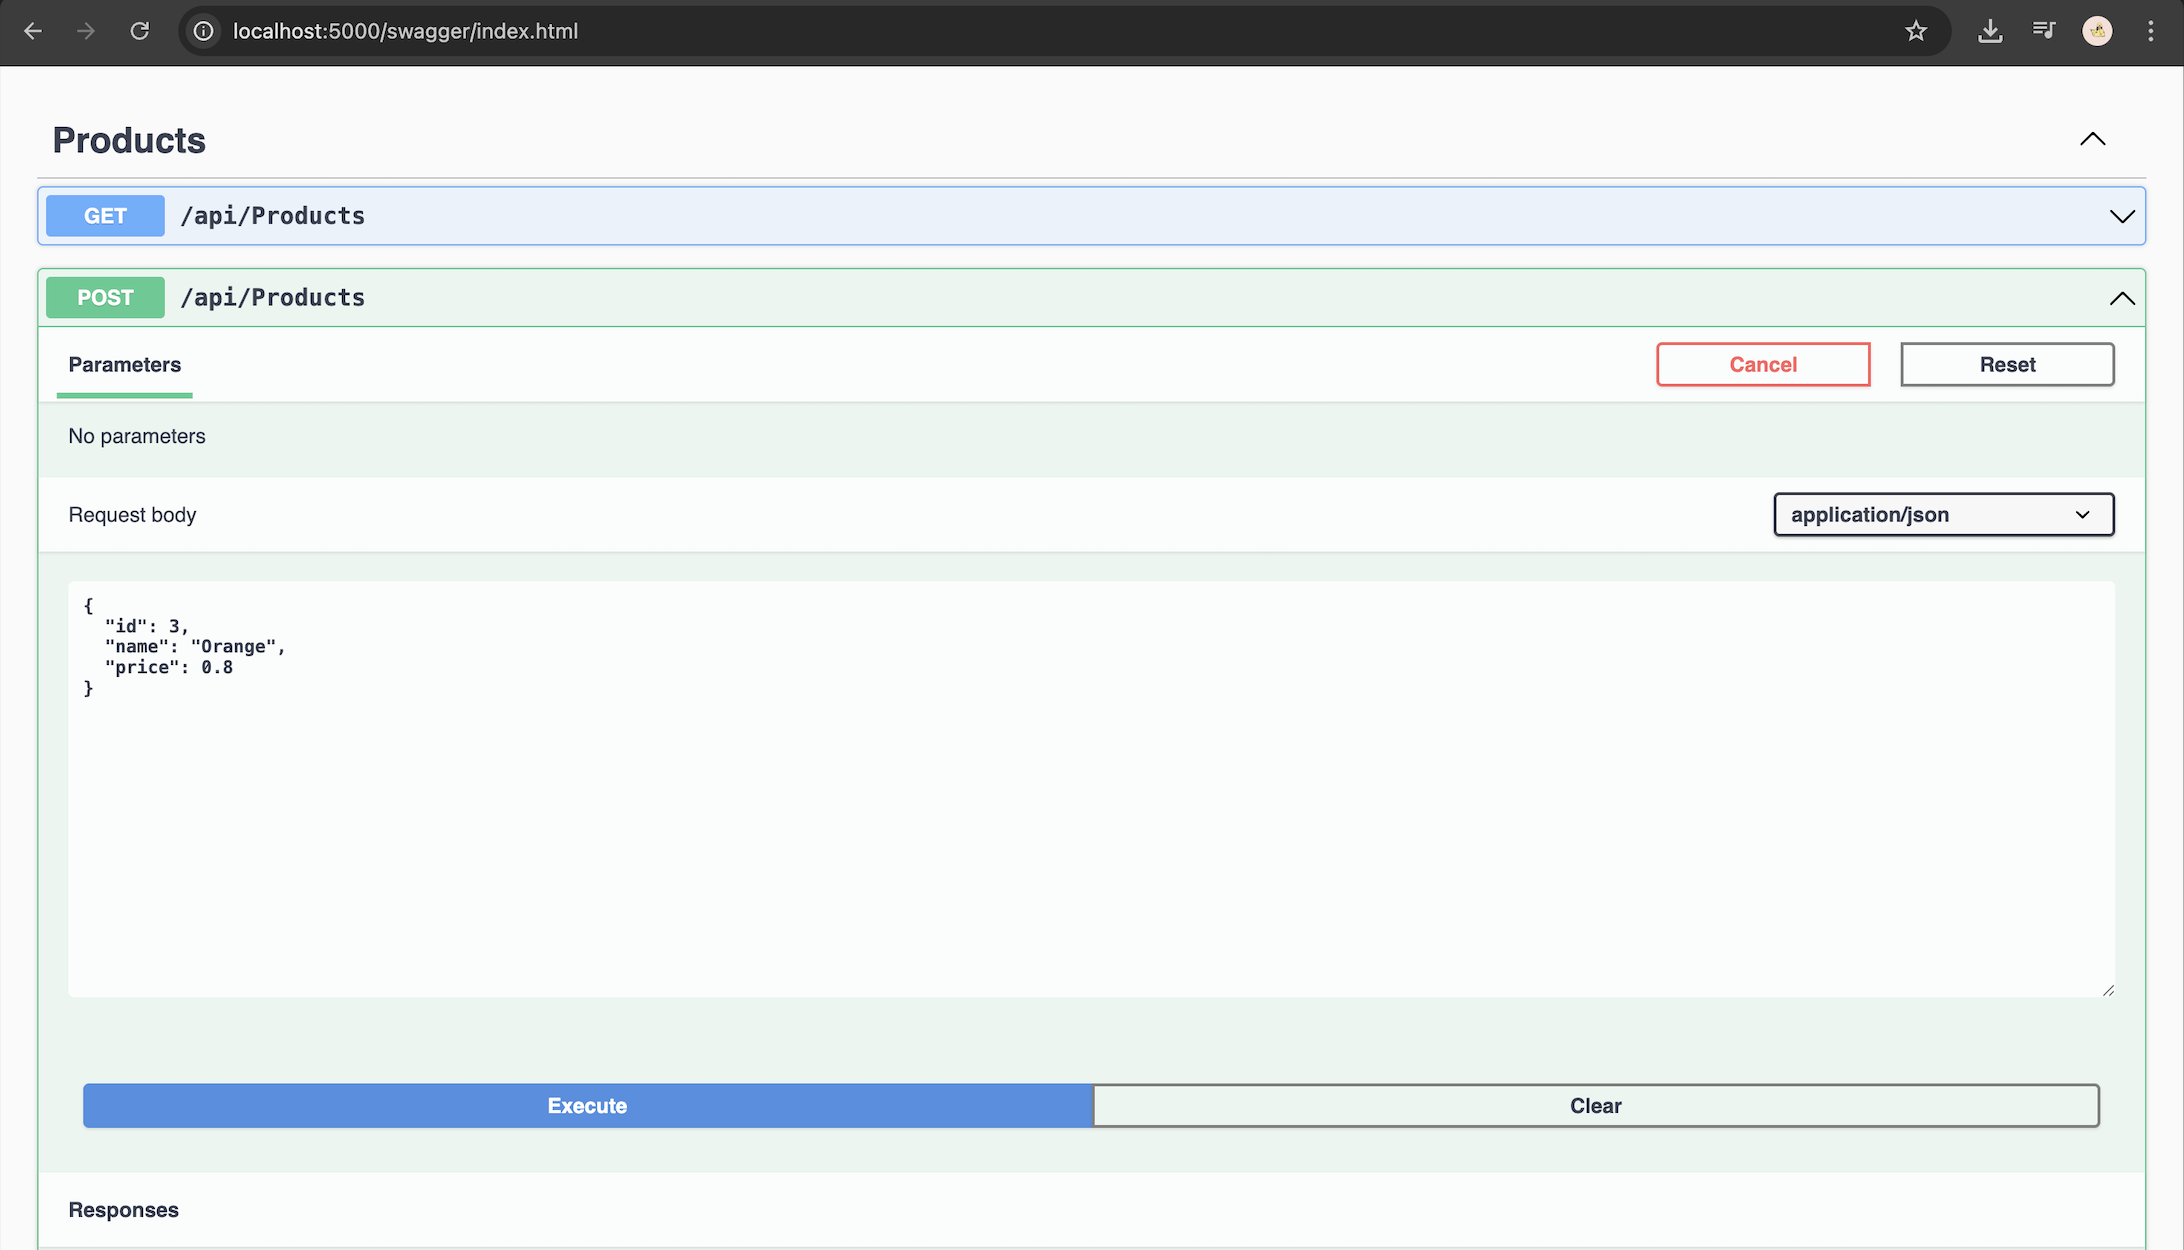 localhost:5000/swagger/index.html
Products
GET /api/Products
POST /api/Products
Parameters
Cancel
Reset
No parameters
Request body
application/json
{
  "id": 3,
  "name": "Orange",
  "price": 0.8
}
Execute
Clear
Responses